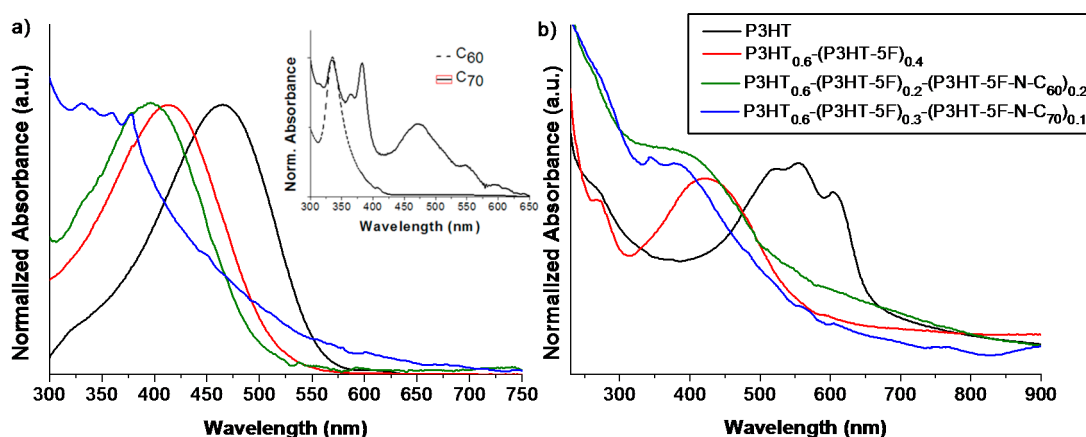 a)
Normalized Absorbance (a.u.)
300 350 400 450 500 550 600 650 700 750
Wavelength (nm)
Norm. Absorbance
C60
C70
300 350 400 450 500 550 600 650
Wavelength (nm)
b)
Normalized Absorbance (a.u.)
P3HT
P3HT0.6-(P3HT-5F)0.4
P3HT0.6-(P3HT-5F)0.2-(P3HT-5F-N-C60)0.2
P3HT0.6-(P3HT-5F)0.3-(P3HT-5F-N-C70)0.1
300 400 500 600 700 800 900
Wavelength (nm)